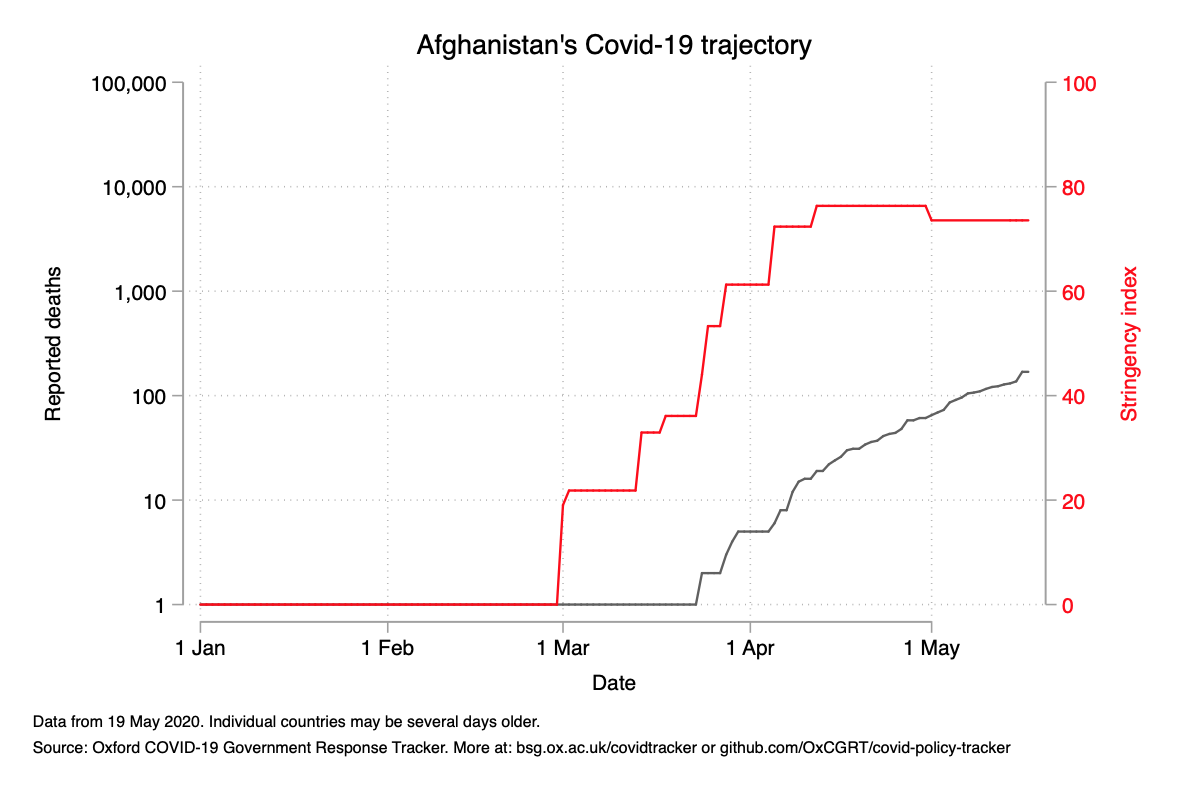 Afghanistan's Covid-19 trajectory
100,000
10,000
1,000
100
10
1
Reported deaths
100
80
60
40
20
0
Stringency index
1 Jan
1 Feb
1 Mar
1 Apr
1 May
Date
Data from 19 May 2020. Individual countries may be several days older.
Source: Oxford COVID-19 Government Response Tracker. More at: bsg.ox.ac.uk/covidtracker or github.com/OxCGRT/covid-policy-tracker